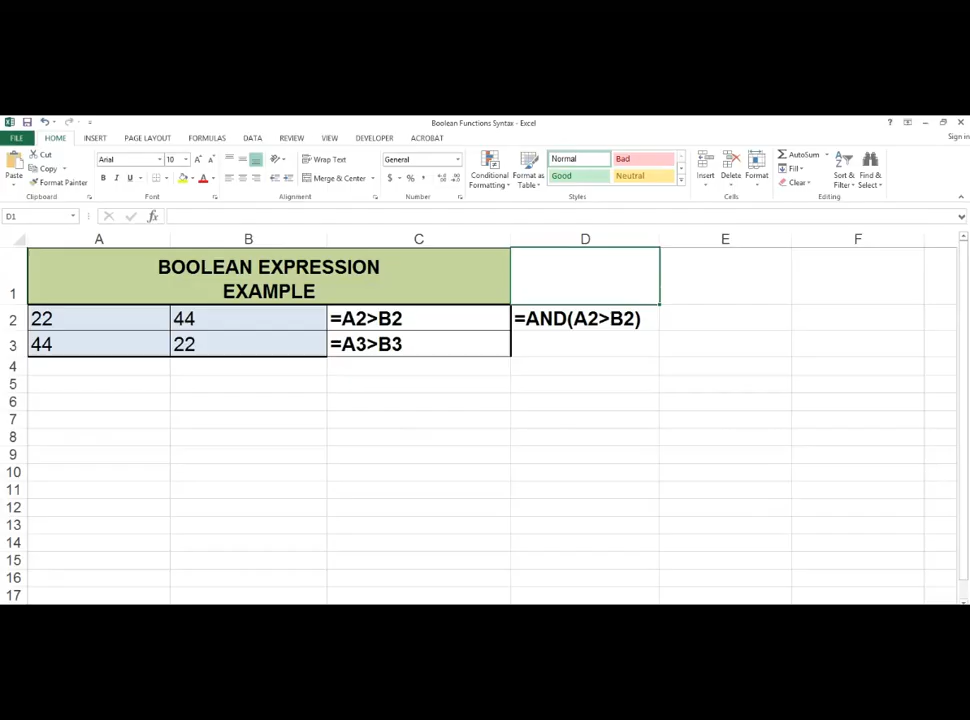 Boolean Functions Syntax - Excel
Sign in
FILE HOME INSERT PAGE LAYOUT FORMULAS DATA REVIEW VIEW DEVELOPER ACROBAT
Paste
Cut
Copy
Format Painter
Clipboard
Arial 10
B I U
Font
Wrap Text
Merge & Center
Alignment
General
$ % ,
Number
Conditional
Formatting
Format as
Table
Normal Bad
Good Neutral
Styles
Insert Delete Format
Cells
AutoSum
Fill
Clear
Sort &
Filter
Find &
Select
Editing
D1
fx
A B C D E F
1
BOOLEAN EXPRESSION
EXAMPLE
2 22 44 =A2>B2 =AND(A2>B2)
3 44 22 =A3>B3
4
5
6
7
8
9
10
11
12
13
14
15
16
17